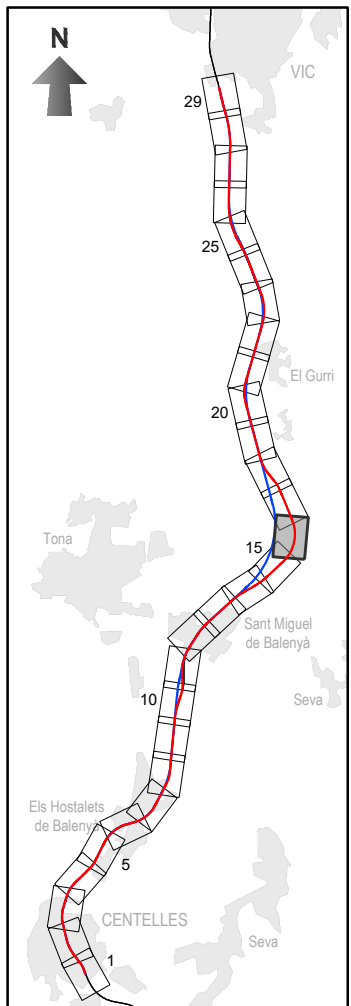 N
VIC
29
25
El Gurri
20
Tona
15
Sant Miguel
de Balenyà
Seva
10
Els Hostalets
de Balenyà
5
CENTELLES
Seva
1